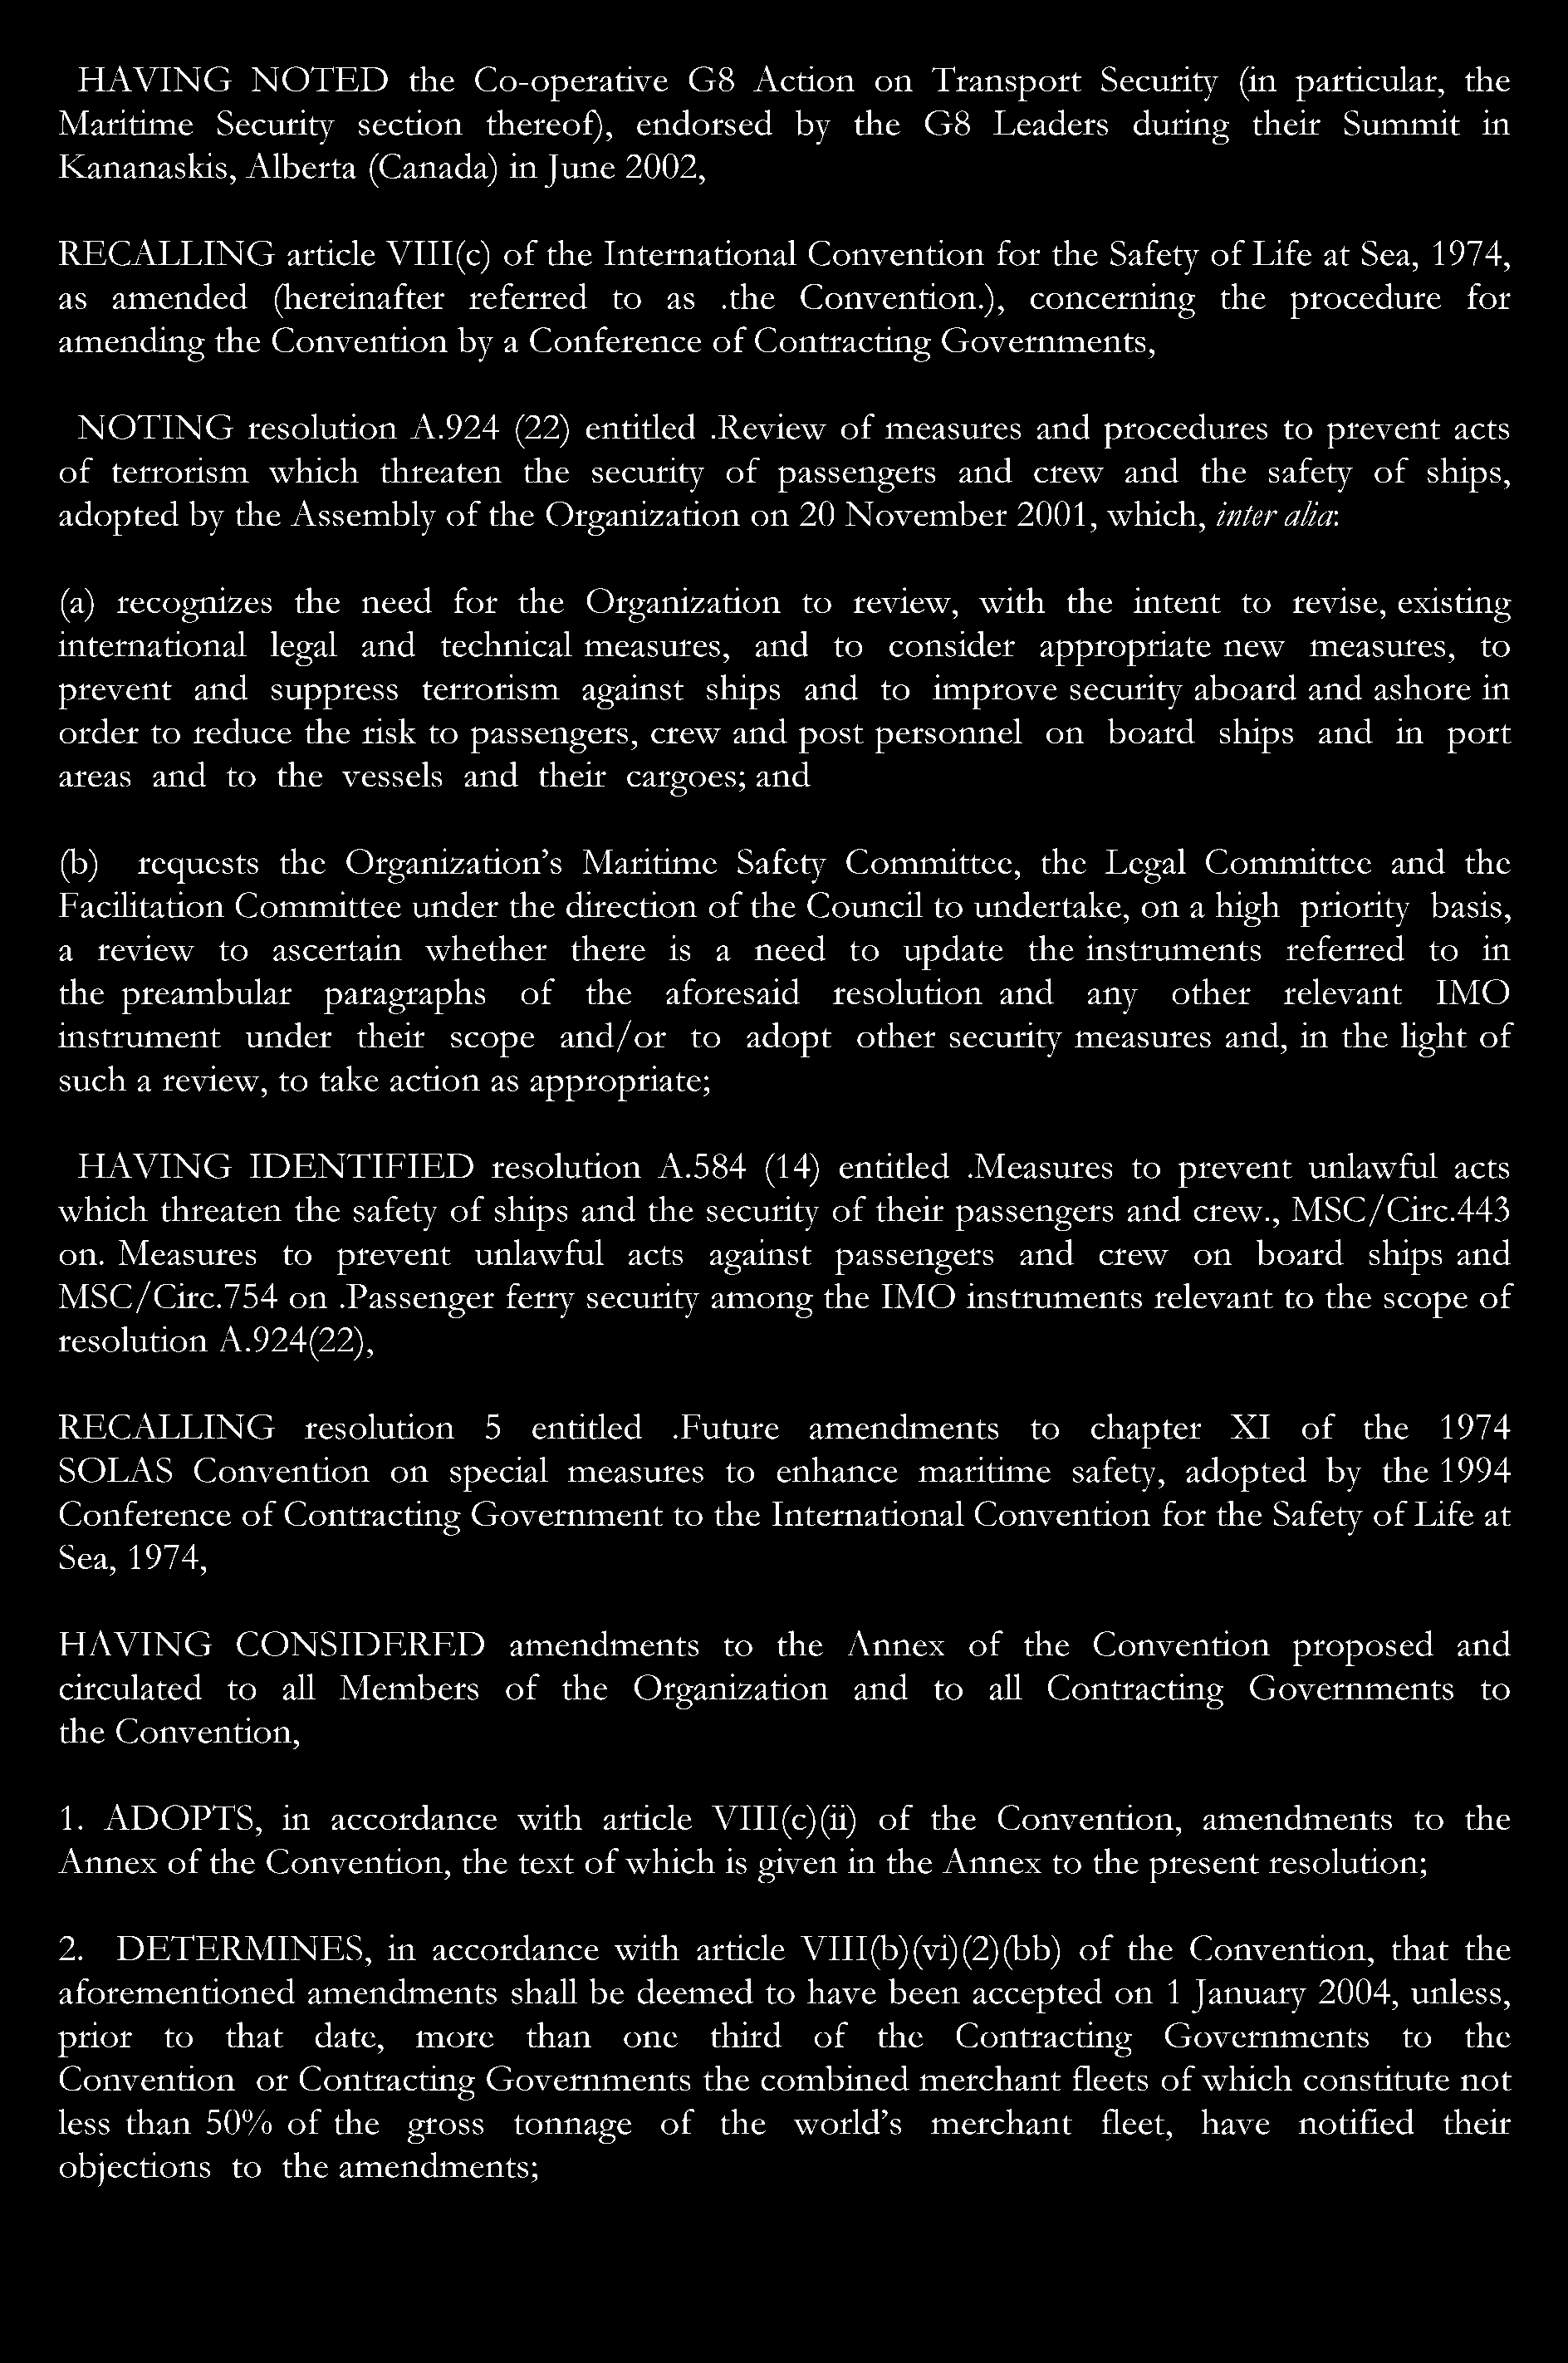 HAVING NOTED the Co-operative G8 Action on Transport Security (in particular, the
Maritime Security section thereof), endorsed by the G8 Leaders during their Summit in
Kananaskis, Alberta (Canada) in June 2002,
RECALLING article VIII(c) of the International Convention for the Safety of Life at Sea, 1974,
as amended (hereinafter referred to as .the Convention.), concerning the procedure for
amending the Convention by a Conference of Contracting Governments,
NOTING resolution A.924 (22) entitled .Review of measures and procedures to prevent acts
of terrorism which threaten the security of passengers and crew and the safety of ships,
adopted by the Assembly of the Organization on 20 November 2001, which, inter alia:
(a) recognizes the need for the Organization to review, with the intent to revise, existing
international legal and technical measures, and to consider appropriate new measures, to
prevent and suppress terrorism against ships and to improve security aboard and ashore in
order to reduce the risk to passengers, crew and post personnel on board ships and in port
areas and to the vessels and their cargoes; and
(b) requests the Organization's Maritime Safety Committee, the Legal Committee and the
Facilitation Committee under the direction of the Council to undertake, on a high priority basis,
a review to ascertain whether there is a need to update the instruments referred to in
the preambular paragraphs of the aforesaid resolution and any other relevant IMO
instrument under their scope and/or to adopt other security measures and, in the light of
such a review, to take action as appropriate;
HAVING IDENTIFIED resolution A.584 (14) entitled .Measures to prevent unlawful acts
which threaten the safety of ships and the security of their passengers and crew., MSC/Circ.443
on. Measures to prevent unlawful acts against passengers and crew on board ships and
MSC/Circ.754 on .Passenger ferry security among the IMO instruments relevant to the scope of
resolution A.924(22),
RECALLING resolution 5 entitled .Future amendments to chapter XI of the 1974
SOLAS Convention on special measures to enhance maritime safety, adopted by the 1994
Conference of Contracting Government to the International Convention for the Safety of Life at
Sea, 1974,
HAVING CONSIDERED amendments to the Annex of the Convention proposed and
circulated to all Members of the Organization and to all Contracting Governments to
the Convention,
1. ADOPTS, in accordance with article VIII(c)(ii) of the Convention, amendments to the
Annex of the Convention, the text of which is given in the Annex to the present resolution;
2. DETERMINES, in accordance with article VIII(b)(vi)(2)(bb) of the Convention, that the
aforementioned amendments shall be deemed to have been accepted on 1 January 2004, unless,
prior to that date, more than one third of the Contracting Governments to the
Convention or Contracting Governments the combined merchant fleets of which constitute not
less than 50% of the gross tonnage of the world's merchant fleet, have notified their
objections to the amendments;